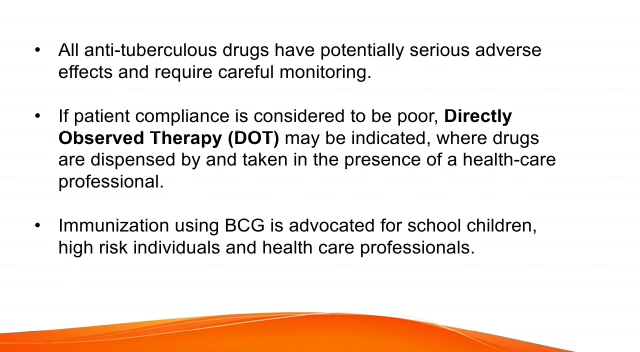 • All anti-tuberculous drugs have potentially serious adverse
effects and require careful monitoring.
• If patient compliance is considered to be poor, Directly
Observed Therapy (DOT) may be indicated, where drugs
are dispensed by and taken in the presence of a health-care
professional.
• Immunization using BCG is advocated for school children,
high risk individuals and health care professionals.